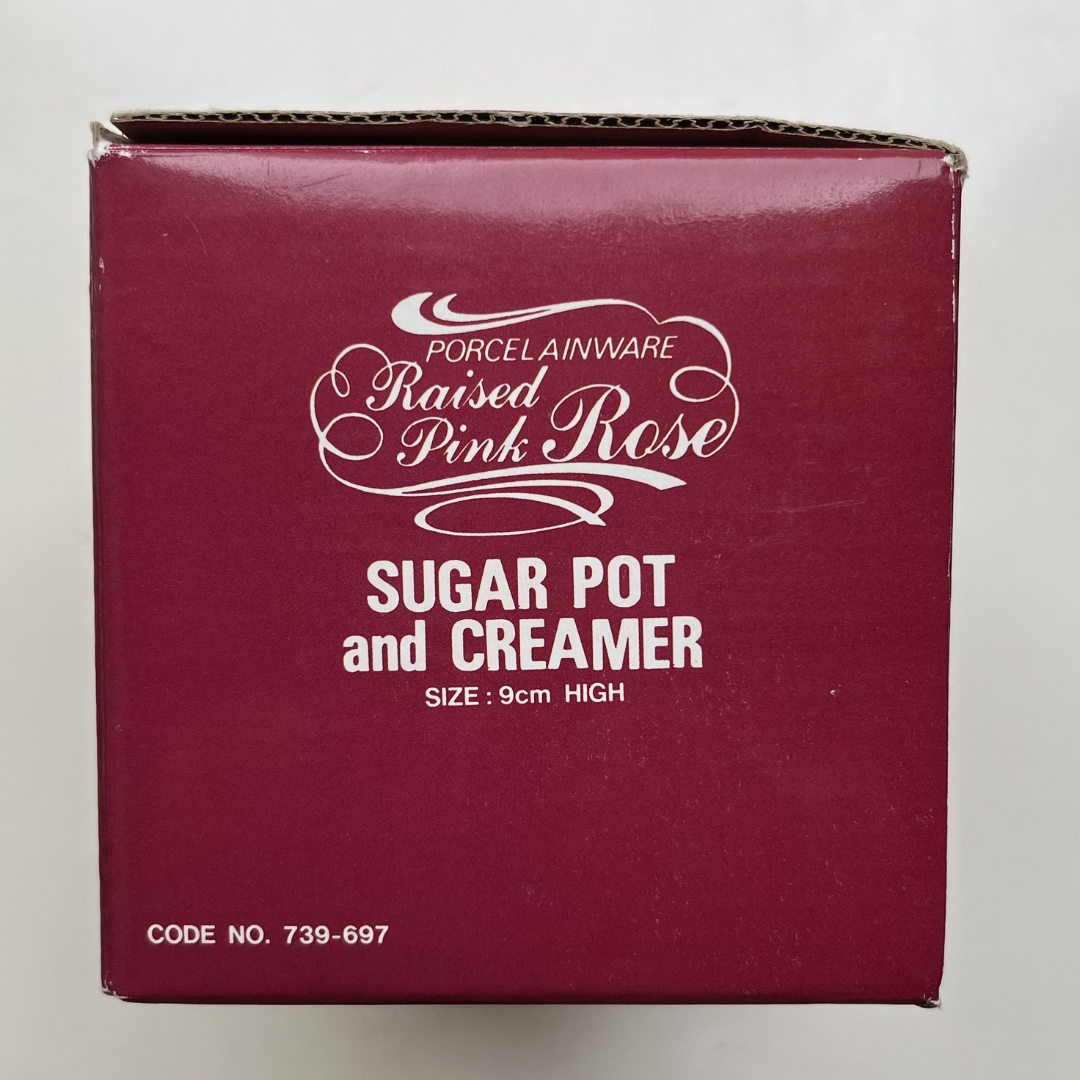 PORCELAINWARE
Raised
Pink Rose
SUGAR POT
and CREAMER
SIZE : 9cm HIGH
CODE NO. 739-697